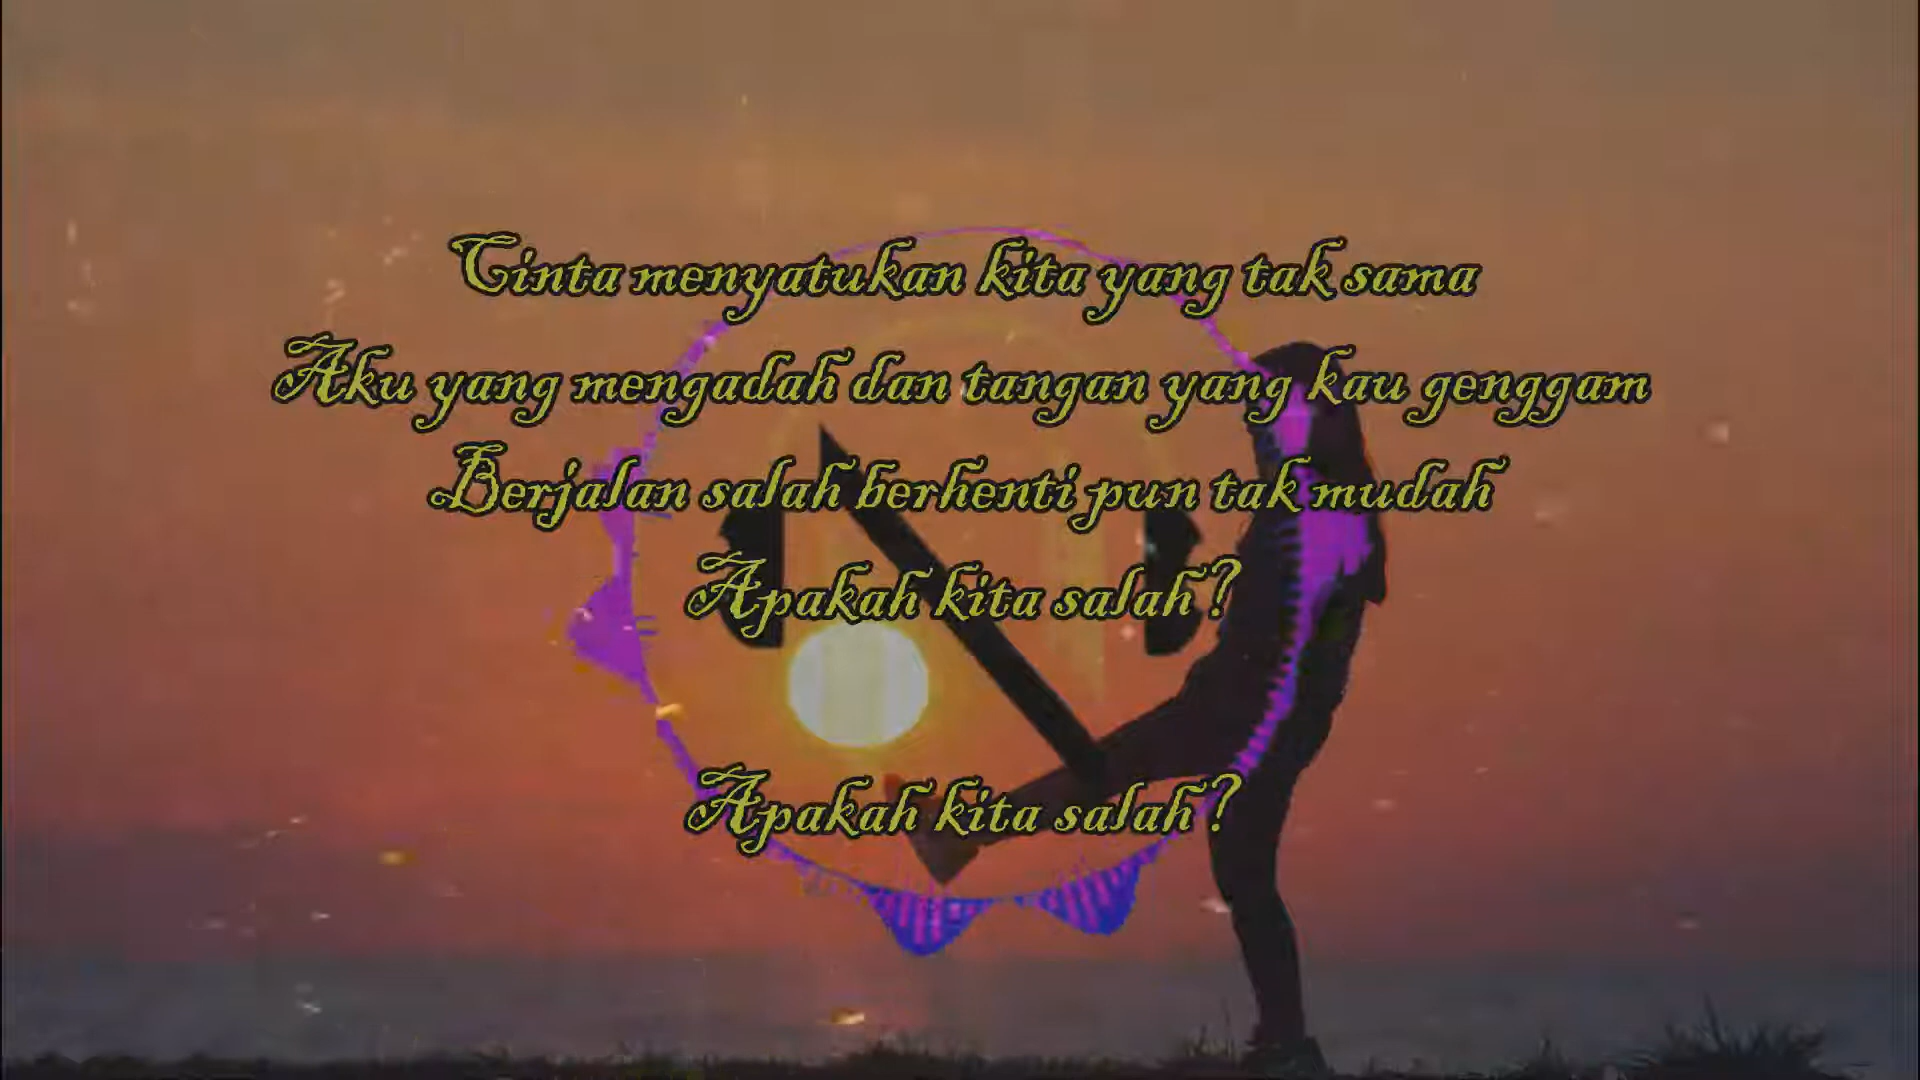 Cinta menyatukan kita yang tak sama
Aku yang mengadah dan tangan yang kau genggam
Berjalan salah berhenti pun tak mudah
Apakah kita salah?
Apakah kita salah?